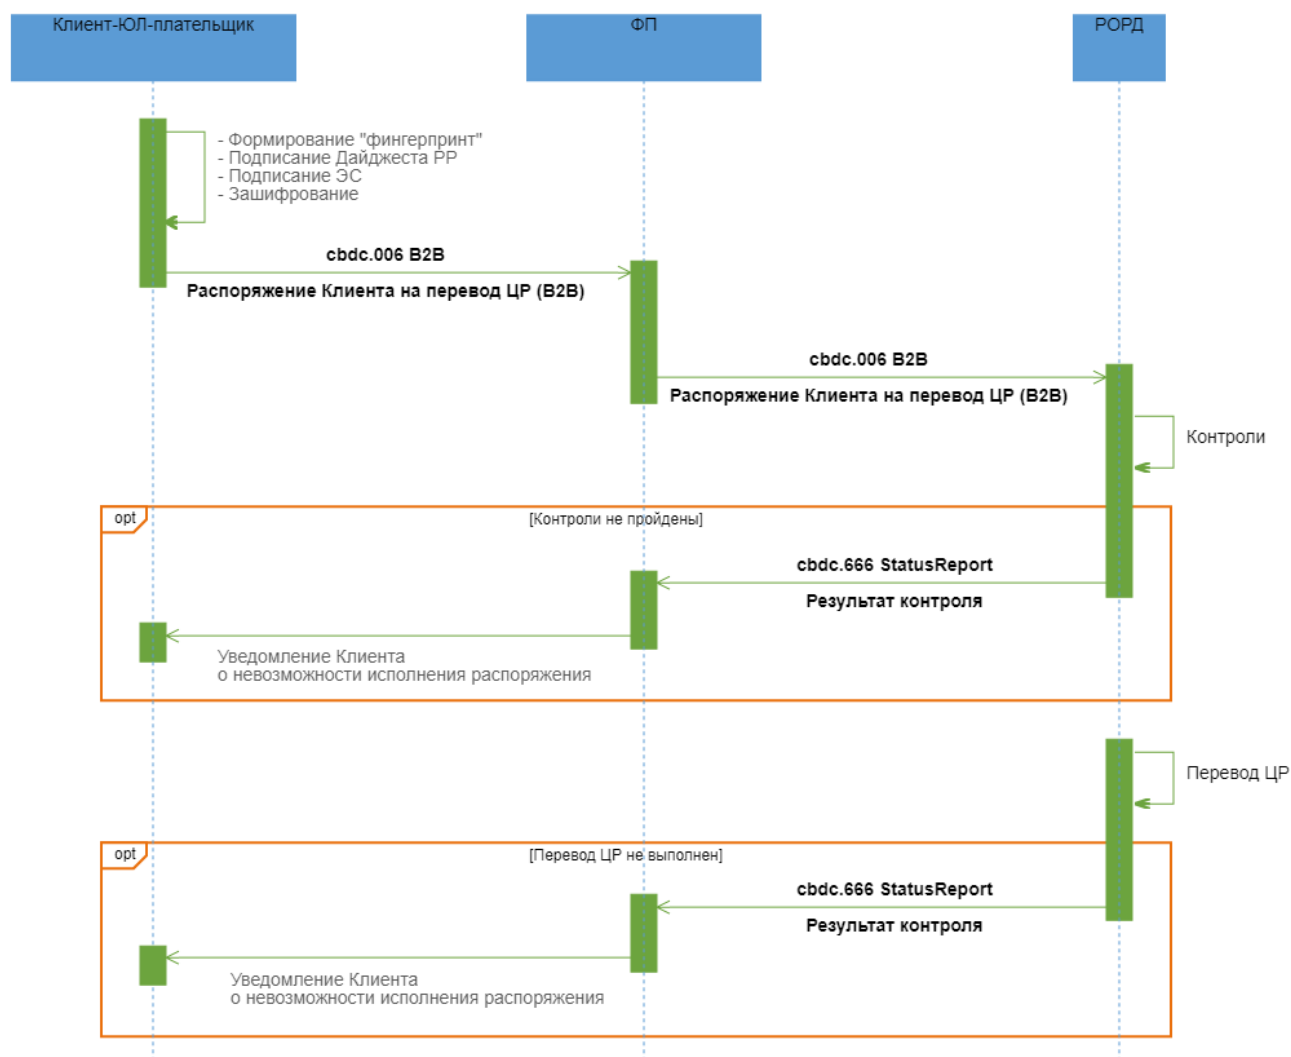 Клиент-ЮЛ-плательщик
ФП
РОРД
- Формирование "фингерпринт"
- Подписание Дайджеста РР
- Подписание ЭС
- Зашифрование
cbdc.006 B2B
Распоряжение Клиента на перевод ЦР (B2B)
cbdc.006 B2B
Распоряжение Клиента на перевод ЦР (B2B)
Контроли
opt
[Контроли не пройдены]
cbdc.666 StatusReport
Результат контроля
Уведомление Клиента
о невозможности исполнения распоряжения
Перевод ЦР
opt
[Перевод ЦР не выполнен]
cbdc.666 StatusReport
Результат контроля
Уведомление Клиента
о невозможности исполнения распоряжения